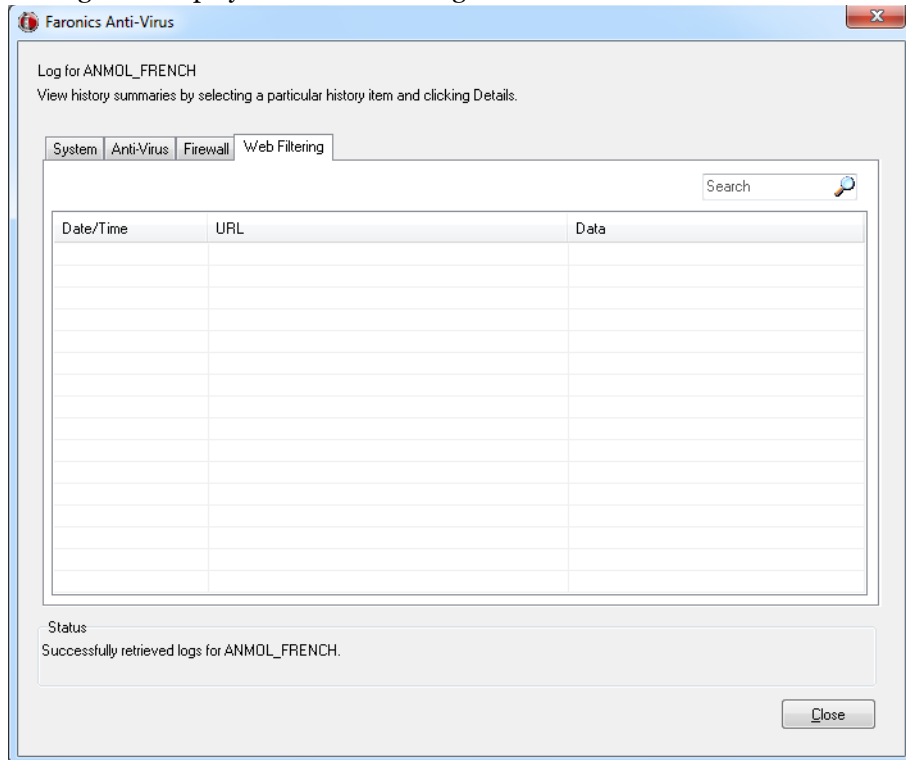 Faronics Anti-Virus
Log for ANMOL_FRENCH
View history summaries by selecting a particular history item and clicking Details.
System Anti-Virus Firewall Web Filtering
Search
Date/Time URL Data
Status
Successfully retrieved logs for ANMOL_FRENCH.
Close